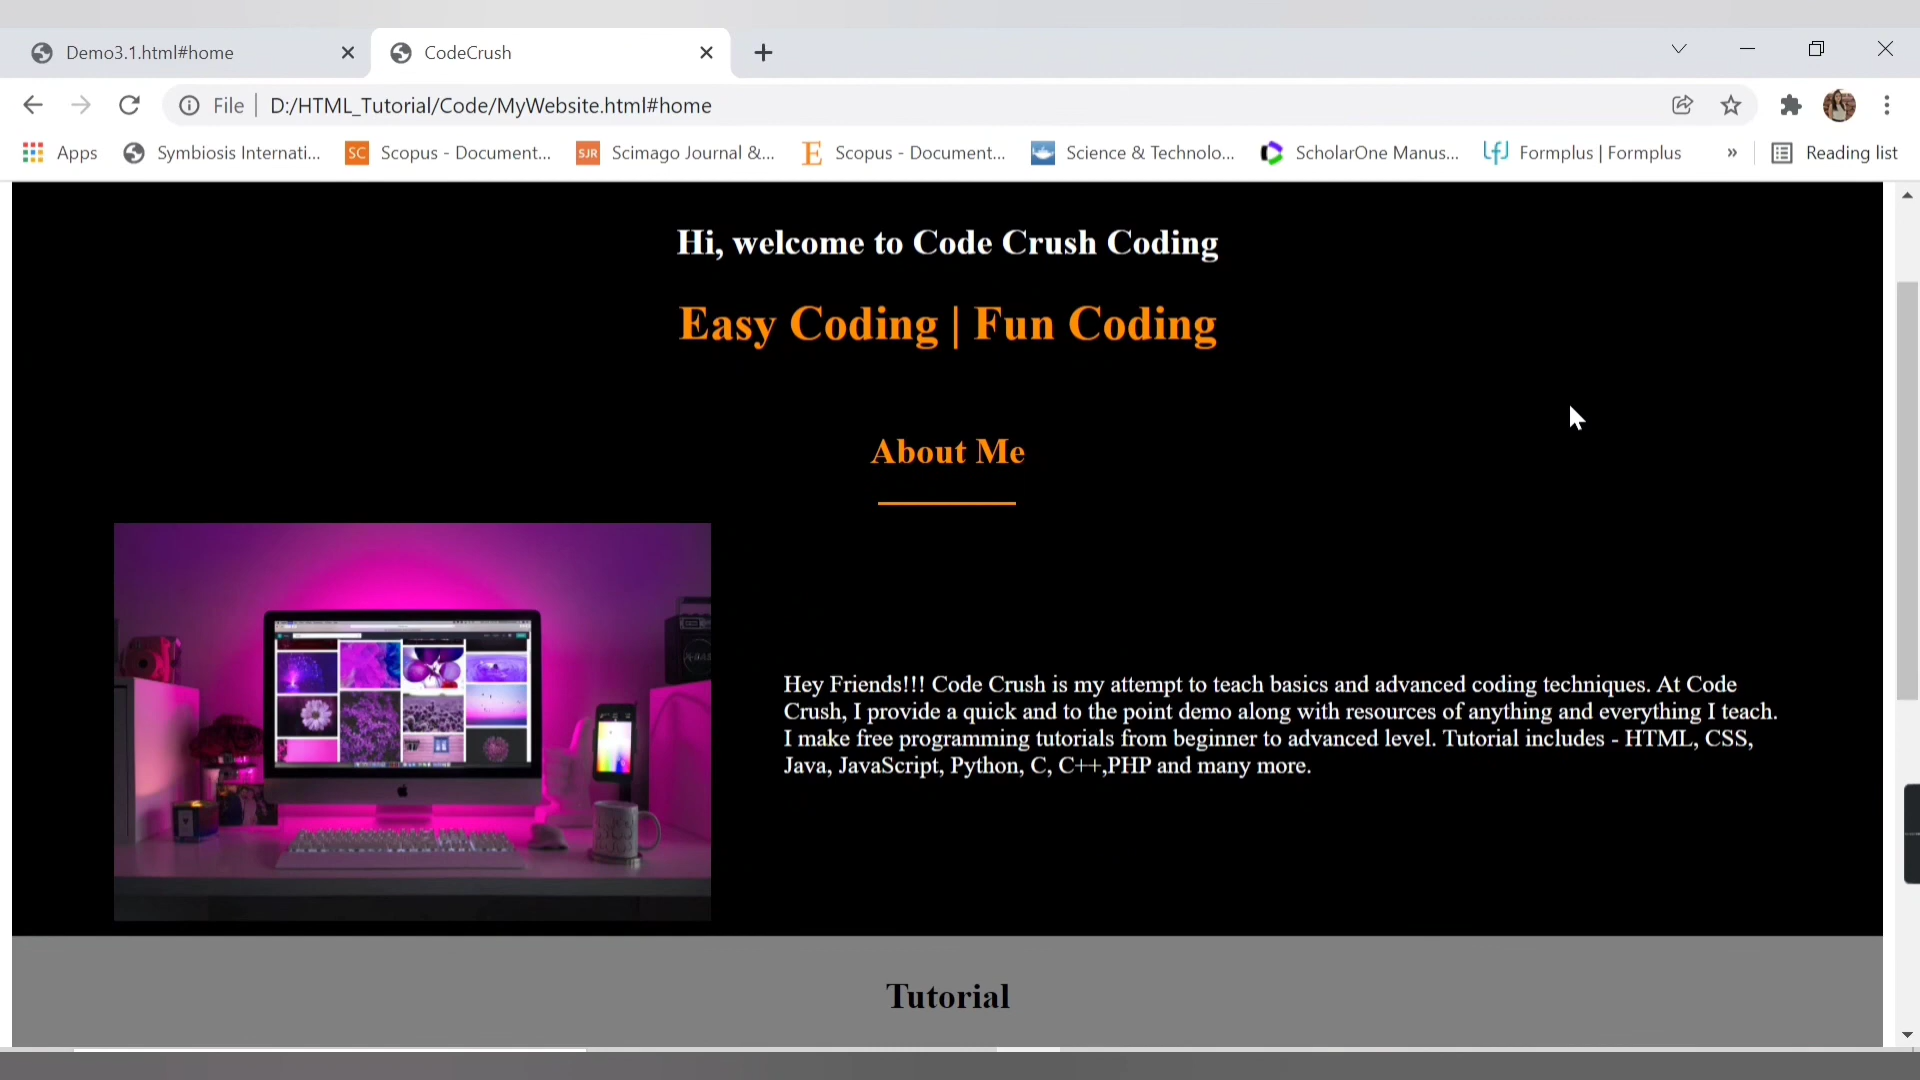 Demo3.1.html#home
CodeCrush
File
D:/HTML_Tutorial/Code/MyWebsite.html#home
Apps
Symbiosis Internati...
SC
Scopus - Document...
SJR
Scimago Journal &...
E
Scopus - Document...
Science & Technolo...
ScholarOne Manus...
Formplus | Formplus
»
Reading list
Hi, welcome to Code Crush Coding
Easy Coding | Fun Coding
About Me
Hey Friends!!! Code Crush is my attempt to teach basics and advanced coding techniques. At Code
Crush, I provide a quick and to the point demo along with resources of anything and everything I teach.
I make free programming tutorials from beginner to advanced level. Tutorial includes - HTML, CSS,
Java, JavaScript, Python, C, C++,PHP and many more.
Tutorial